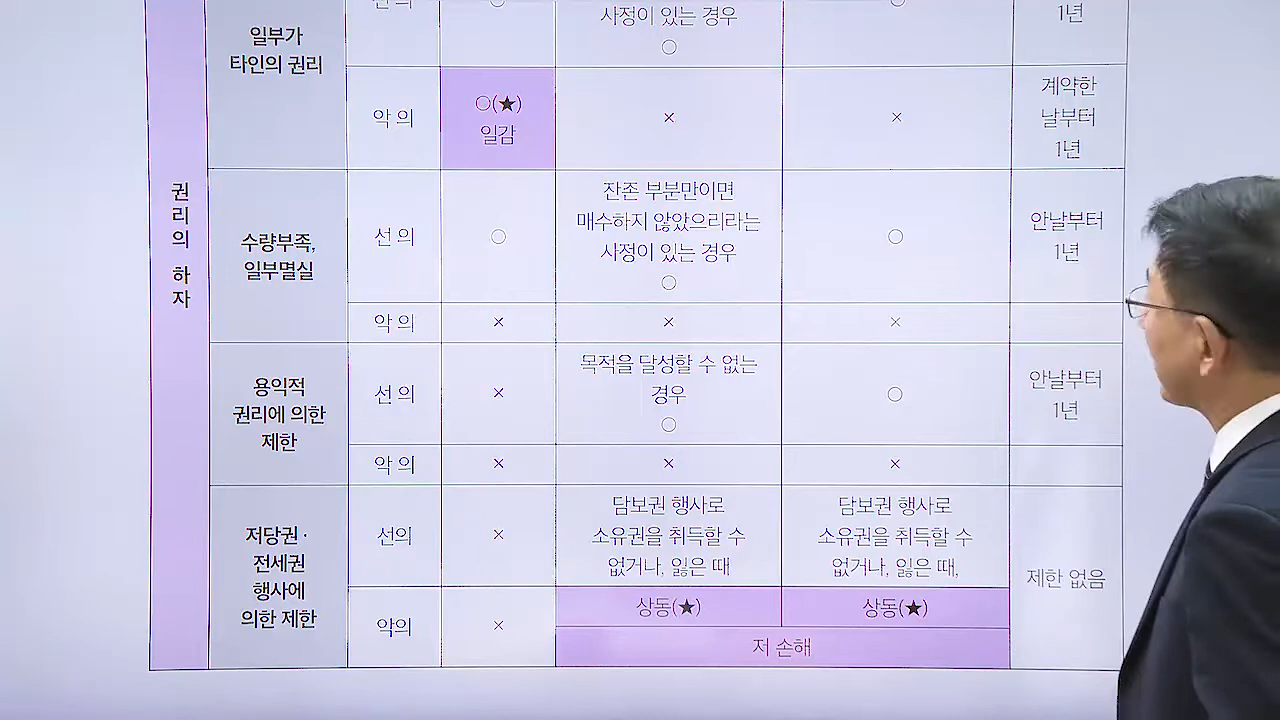 권리의 하자
일부가
타인의 권리
○
사정이 있는 경우
○
○
1년
악의
○(★)
일감
×
×
계약한
날부터
1년
수량부족,
일부멸실
선의
○
잔존 부분만이면
매수하지 않았으리라는
사정이 있는 경우
○
○
안날부터
1년
악의
×
×
×
용익적
권리에 의한
제한
선의
×
목적을 달성할 수 없는
경우
○
○
안날부터
1년
악의
×
×
×
저당권·
전세권
행사에
의한 제한
선의
×
담보권 행사로
소유권을 취득할 수
없거나, 잃은 때
담보권 행사로
소유권을 취득할 수
없거나, 잃은 때,
제한 없음
악의
×
상동(★)
상동(★)
저 손해